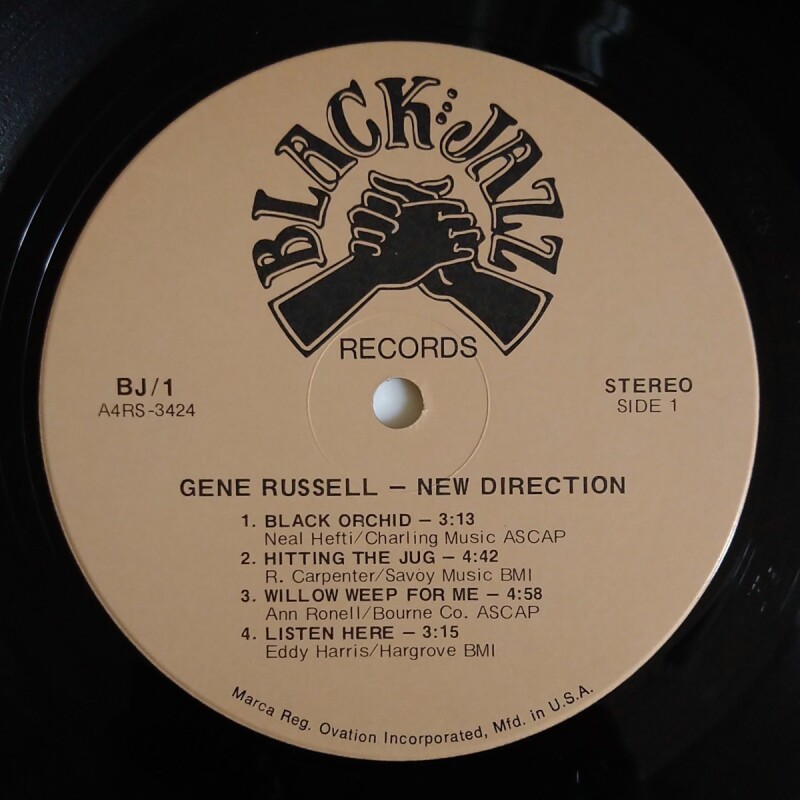 BLACK JAZZ
RECORDS
BJ/1
A4RS-3424
STEREO
SIDE 1
GENE RUSSELL – NEW DIRECTION
1. BLACK ORCHID – 3:13
Neal Hefti/Charling Music ASCAP
2. HITTING THE JUG – 4:42
R. Carpenter/Savoy Music BMI
3. WILLOW WEEP FOR ME – 4:58
Ann Ronell/Bourne Co. ASCAP
4. LISTEN HERE – 3:15
Eddy Harris/Hargrove BMI
Marca Reg. Ovation Incorporated, Mfd. in U.S.A.